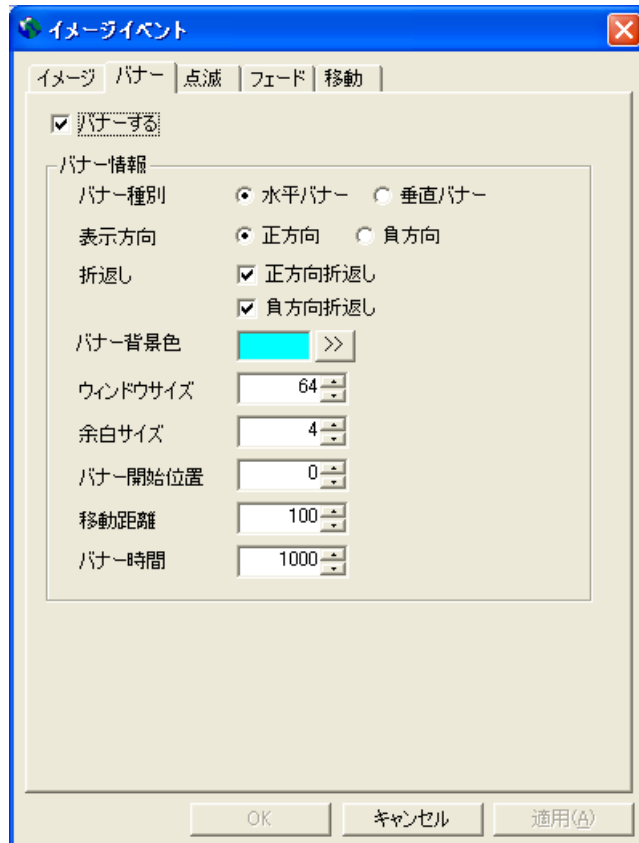 イメージイベント
イメージ バナー 点滅 フェード 移動
バナーする
バナー情報
バナー種別 水平バナー 垂直バナー
表示方向 正方向 負方向
折返し 正方向折返し
負方向折返し
バナー背景色 >>
ウィンドウサイズ 64
余白サイズ 4
バナー開始位置 0
移動距離 100
バナー時間 1000
OK キャンセル 適用(A)